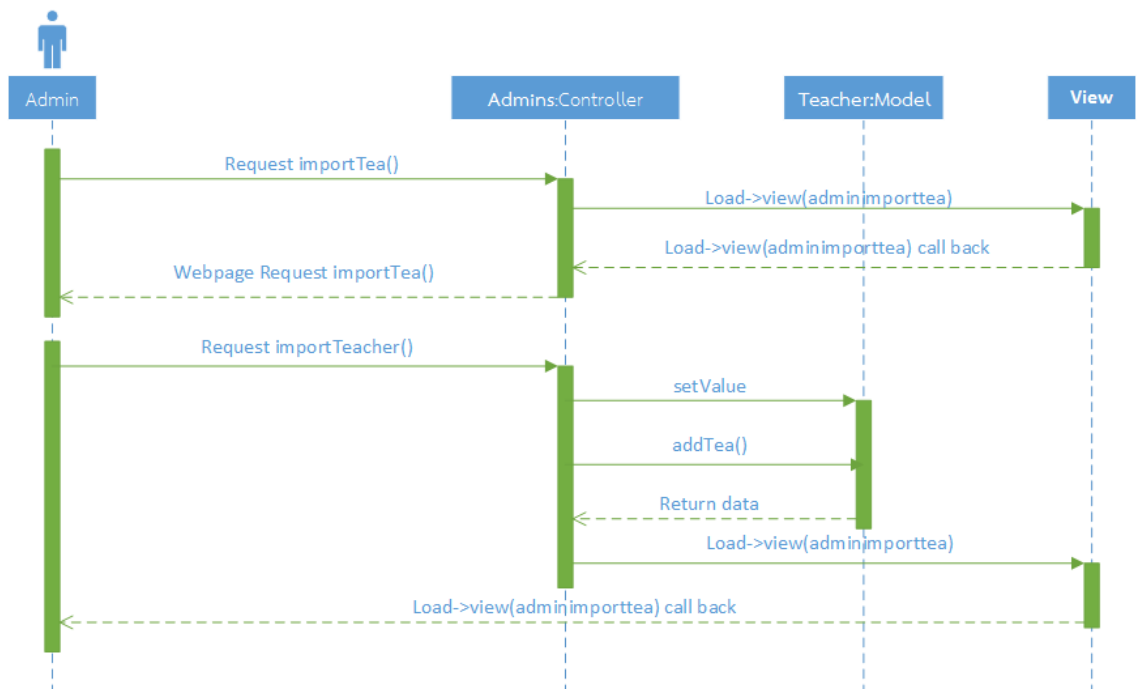 Admin
Admins:Controller
Teacher:Model
View
Request importTea()
Load->view(adminimporttea)
Load->view(adminimporttea) call back
Webpage Request importTea()
Request importTeacher()
setValue
addTea()
Return data
Load->view(adminimporttea)
Load->view(adminimporttea) call back